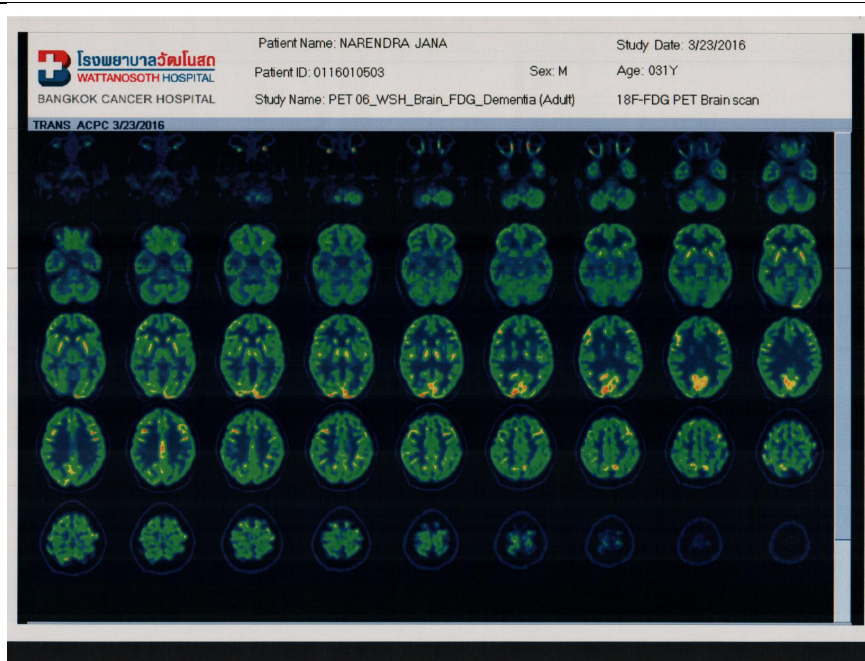 โรงพยาบาลวัฒโนสถ
WATTANOSOTH HOSPITAL
BANGKOK CANCER HOSPITAL
Patient Name: NARENDRA JANA
Study Date: 3/23/2016
Patient ID: 0116010503
Sex: M
Age: 031Y
Study Name: PET 06_WSH_Brain_FDG_Dementia (Adult)
18F-FDG PET Brain scan
TRANS ACPC 3/23/2016